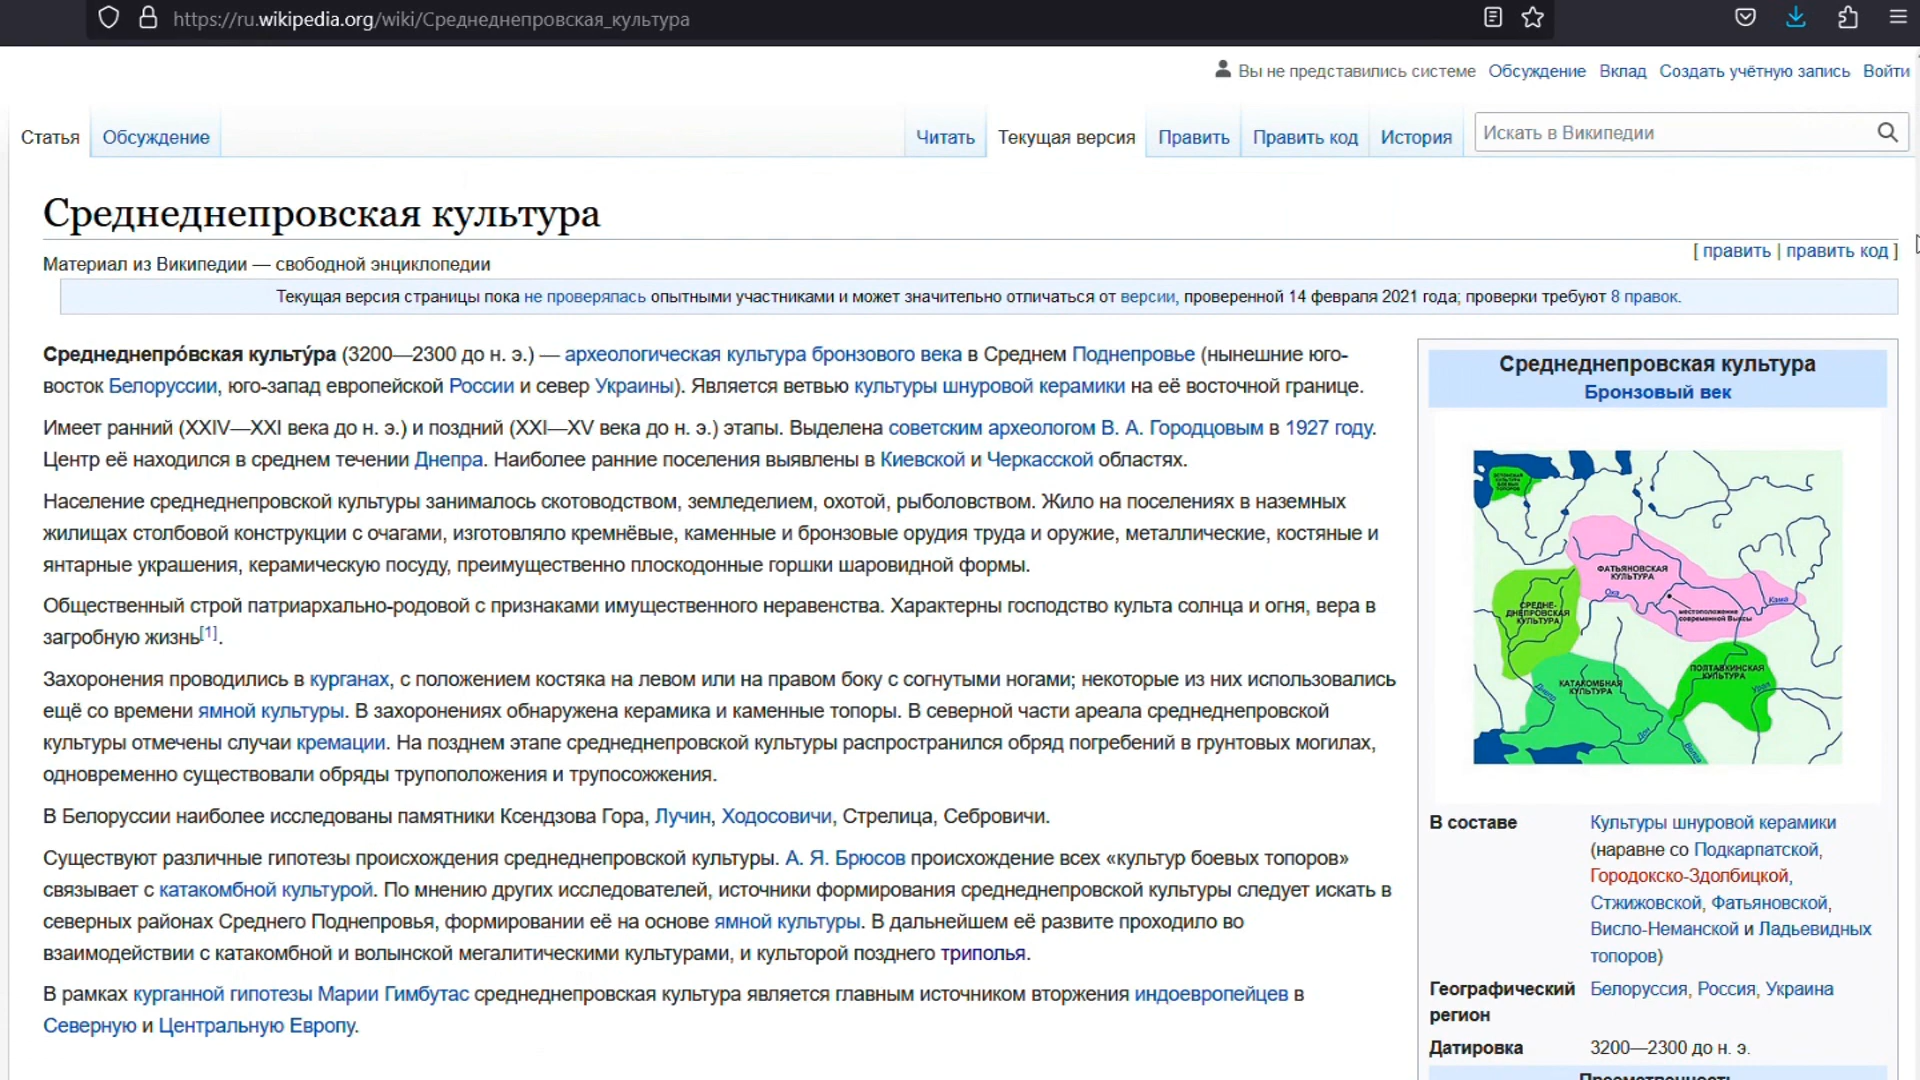 https://ru.wikipedia.org/wiki/Среднеднепровская_культура
Вы не представились системе Обсуждение Вклад Создать учётную запись Войти
Статья Обсуждение Читать Текущая версия Править Править код История Искать в Википедии
Среднеднепровская культура
[ править | править код ]
Материал из Википедии — свободной энциклопедии
Текущая версия страницы пока не проверялась опытными участниками и может значительно отличаться от версии, проверенной 14 февраля 2021 года; проверки требуют 8 правок.
Среднеднепро́вская культу́ра (3200—2300 до н. э.) — археологическая культура бронзового века в Среднем Поднепровье (нынешние юго-
восток Белоруссии, юго-запад европейской России и север Украины). Является ветвью культуры шнуровой керамики на её восточной границе.
Имеет ранний (XXIV—XXI века до н. э.) и поздний (XXI—XV века до н. э.) этапы. Выделена советским археологом В. А. Городцовым в 1927 году.
Центр её находился в среднем течении Днепра. Наиболее ранние поселения выявлены в Киевской и Черкасской областях.
Население среднеднепровской культуры занималось скотоводством, земледелием, охотой, рыболовством. Жило на поселениях в наземных
жилищах столбовой конструкции с очагами, изготовляло кремнёвые, каменные и бронзовые орудия труда и оружие, металлические, костяные и
янтарные украшения, керамическую посуду, преимущественно плоскодонные горшки шаровидной формы.
Общественный строй патриархально-родовой с признаками имущественного неравенства. Характерны господство культа солнца и огня, вера в
загробную жизнь[1].
Захоронения проводились в курганах, с положением костяка на левом или на правом боку с согнутыми ногами; некоторые из них использовались
ещё со времени ямной культуры. В захоронениях обнаружена керамика и каменные топоры. В северной части ареала среднеднепровской
культуры отмечены случаи кремации. На позднем этапе среднеднепровской культуры распространился обряд погребений в грунтовых могилах,
одновременно существовали обряды трупоположения и трупосожжения.
В Белоруссии наиболее исследованы памятники Ксендзова Гора, Лучин, Ходосовичи, Стрелица, Себровичи.
Существуют различные гипотезы происхождения среднеднепровской культуры. А. Я. Брюсов происхождение всех «культур боевых топоров»
связывает с катакомбной культурой. По мнению других исследователей, источники формирования среднеднепровской культуры следует искать в
северных районах Среднего Поднепровья, формировании её на основе ямной культуры. В дальнейшем её развите проходило во
взаимодействии с катакомбной и волынской мегалитическими культурами, и культурой позднего триполья.
В рамках курганной гипотезы Марии Гимбутас среднеднепровская культура является главным источником вторжения индоевропейцев в
Северную и Центральную Европу.
Среднеднепровская культура
Бронзовый век
ФАТЬЯНОВСКАЯ
КУЛЬТУРА
Ока
Кама
местоположение
современной Выксы
СРЕДНЕ-
ДНЕПРОВСКАЯ
КУЛЬТУРА
ПОЛТАВКИНСКАЯ
КУЛЬТУРА
Урал
КАТАКОМБНАЯ
КУЛЬТУРА
Днепр
Дон
Волга
В составе
Культуры шнуровой керамики
(наравне со Подкарпатской,
Городокско-Здолбицкой,
Стжижовской, Фатьяновской,
Висло-Неманской и Ладьевидных
топоров)
Географический
регион
Белоруссия, Россия, Украина
Датировка 3200—2300 до н. э.